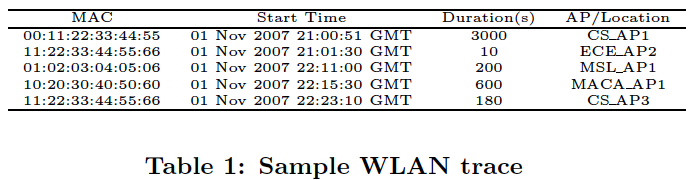 MAC Start Time Duration(s) AP/Location
00:11:22:33:44:55 01 Nov 2007 21:00:51 GMT 3000 CS_AP1
11:22:33:44:55:66 01 Nov 2007 21:01:30 GMT 10 ECE_AP2
01:02:03:04:05:06 01 Nov 2007 22:11:00 GMT 200 MSL_AP1
10:20:30:40:50:60 01 Nov 2007 22:15:30 GMT 600 MACA_AP1
11:22:33:44:55:66 01 Nov 2007 22:23:10 GMT 180 CS_AP3
Table 1: Sample WLAN trace